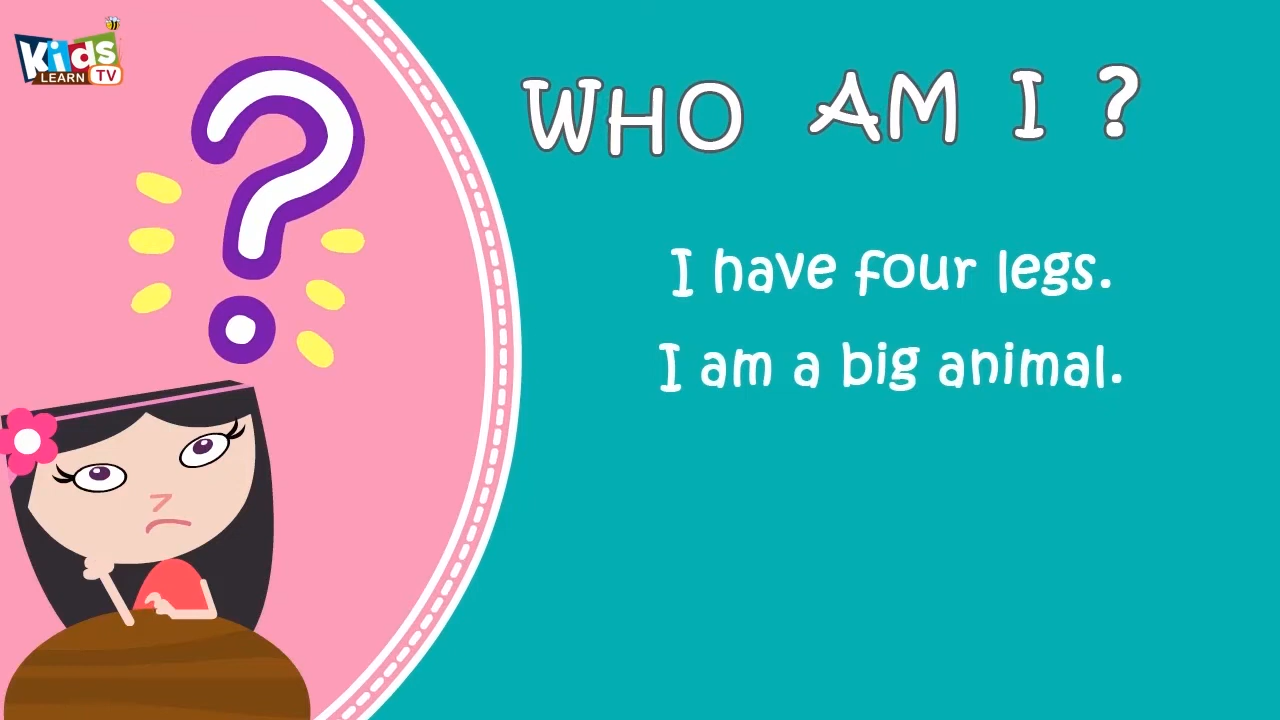 Kids
LEARN TV
WHO AM I ?
I have four legs.
I am a big animal.